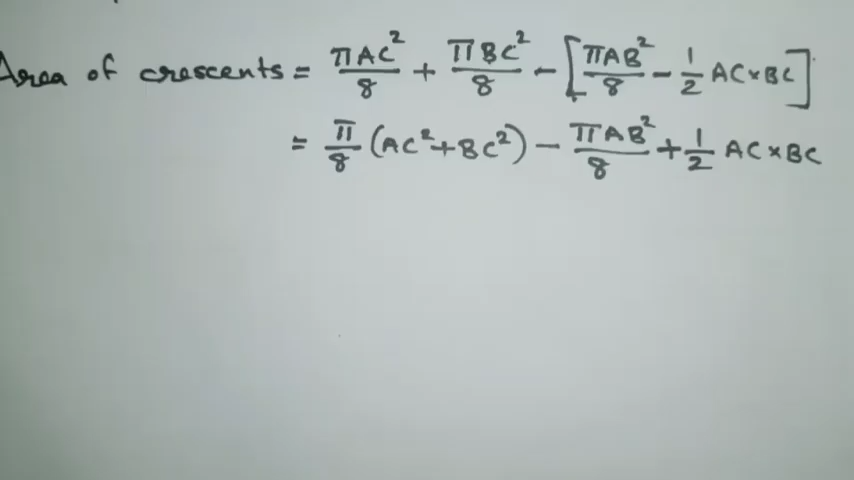 Area of crescents = πAC²/8 + πBC²/8 - [πAB²/8 - 1/2 AC×BC]
= π/8 (AC²+BC²) - πAB²/8 + 1/2 AC×BC